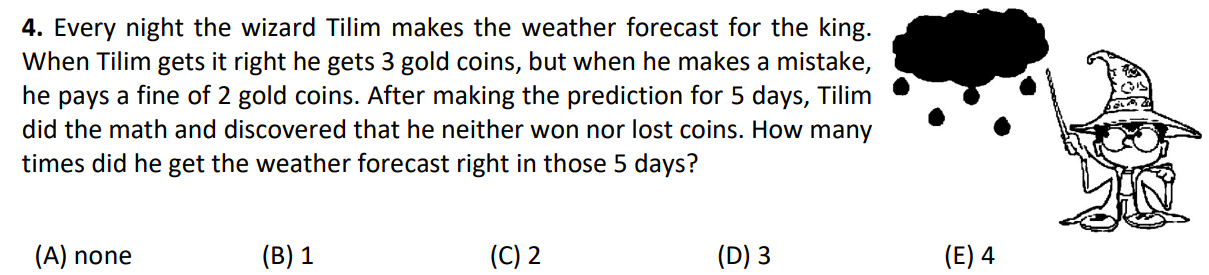 4. Every night the wizard Tilim makes the weather forecast for the king.
When Tilim gets it right he gets 3 gold coins, but when he makes a mistake,
he pays a fine of 2 gold coins. After making the prediction for 5 days, Tilim
did the math and discovered that he neither won nor lost coins. How many
times did he get the weather forecast right in those 5 days?
(A) none (B) 1 (C) 2 (D) 3 (E) 4